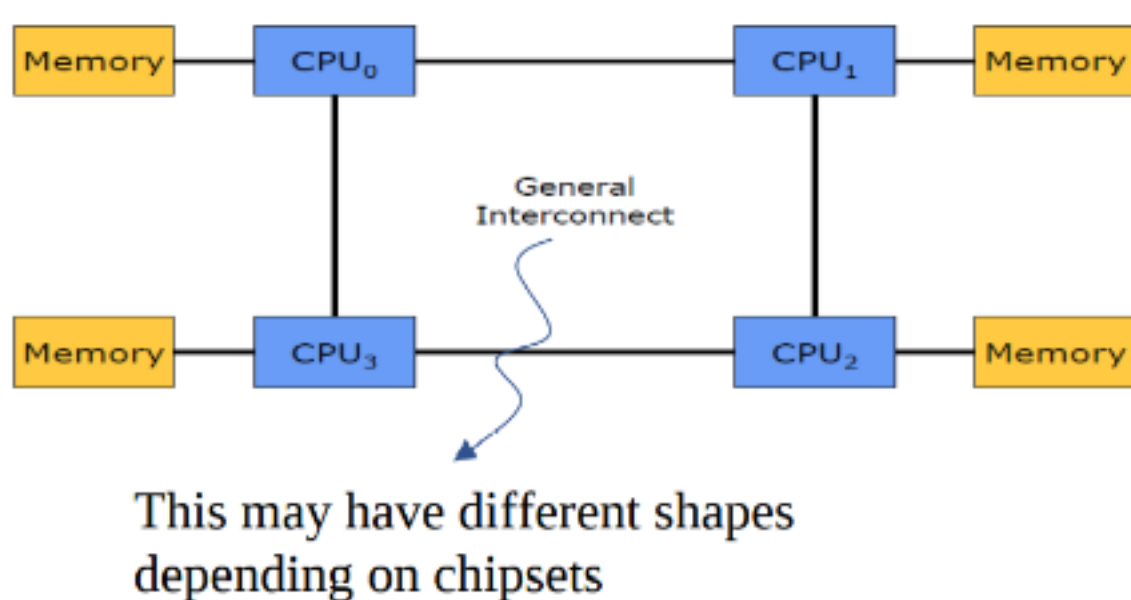 Memory CPU₀ CPU₁ Memory
General
Interconnect
Memory CPU₃ CPU₂ Memory
This may have different shapes
depending on chipsets